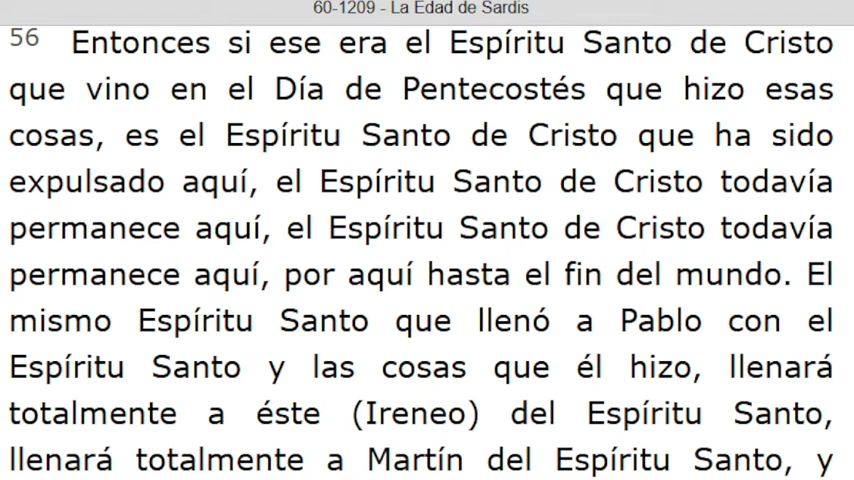 60-1209 - La Edad de Sardis
56 Entonces si ese era el Espíritu Santo de Cristo
que vino en el Día de Pentecostés que hizo esas
cosas, es el Espíritu Santo de Cristo que ha sido
expulsado aquí, el Espíritu Santo de Cristo todavía
permanece aquí, el Espíritu Santo de Cristo todavía
permanece aquí, por aquí hasta el fin del mundo. El
mismo Espíritu Santo que llenó a Pablo con el
Espíritu Santo y las cosas que él hizo, llenará
totalmente a éste (Ireneo) del Espíritu Santo,
llenará totalmente a Martín del Espíritu Santo, y